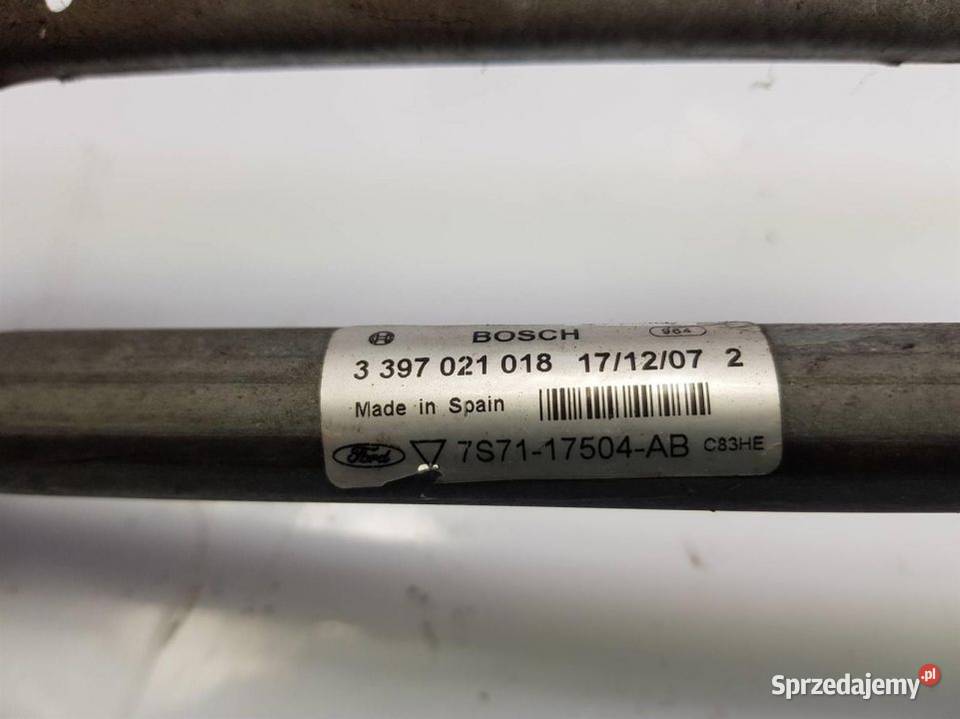 BOSCH 964
3 397 021 018 17/12/07 2
Made in Spain
Ford 7S71-17504-AB C83HE
Sprzedajemy.pl